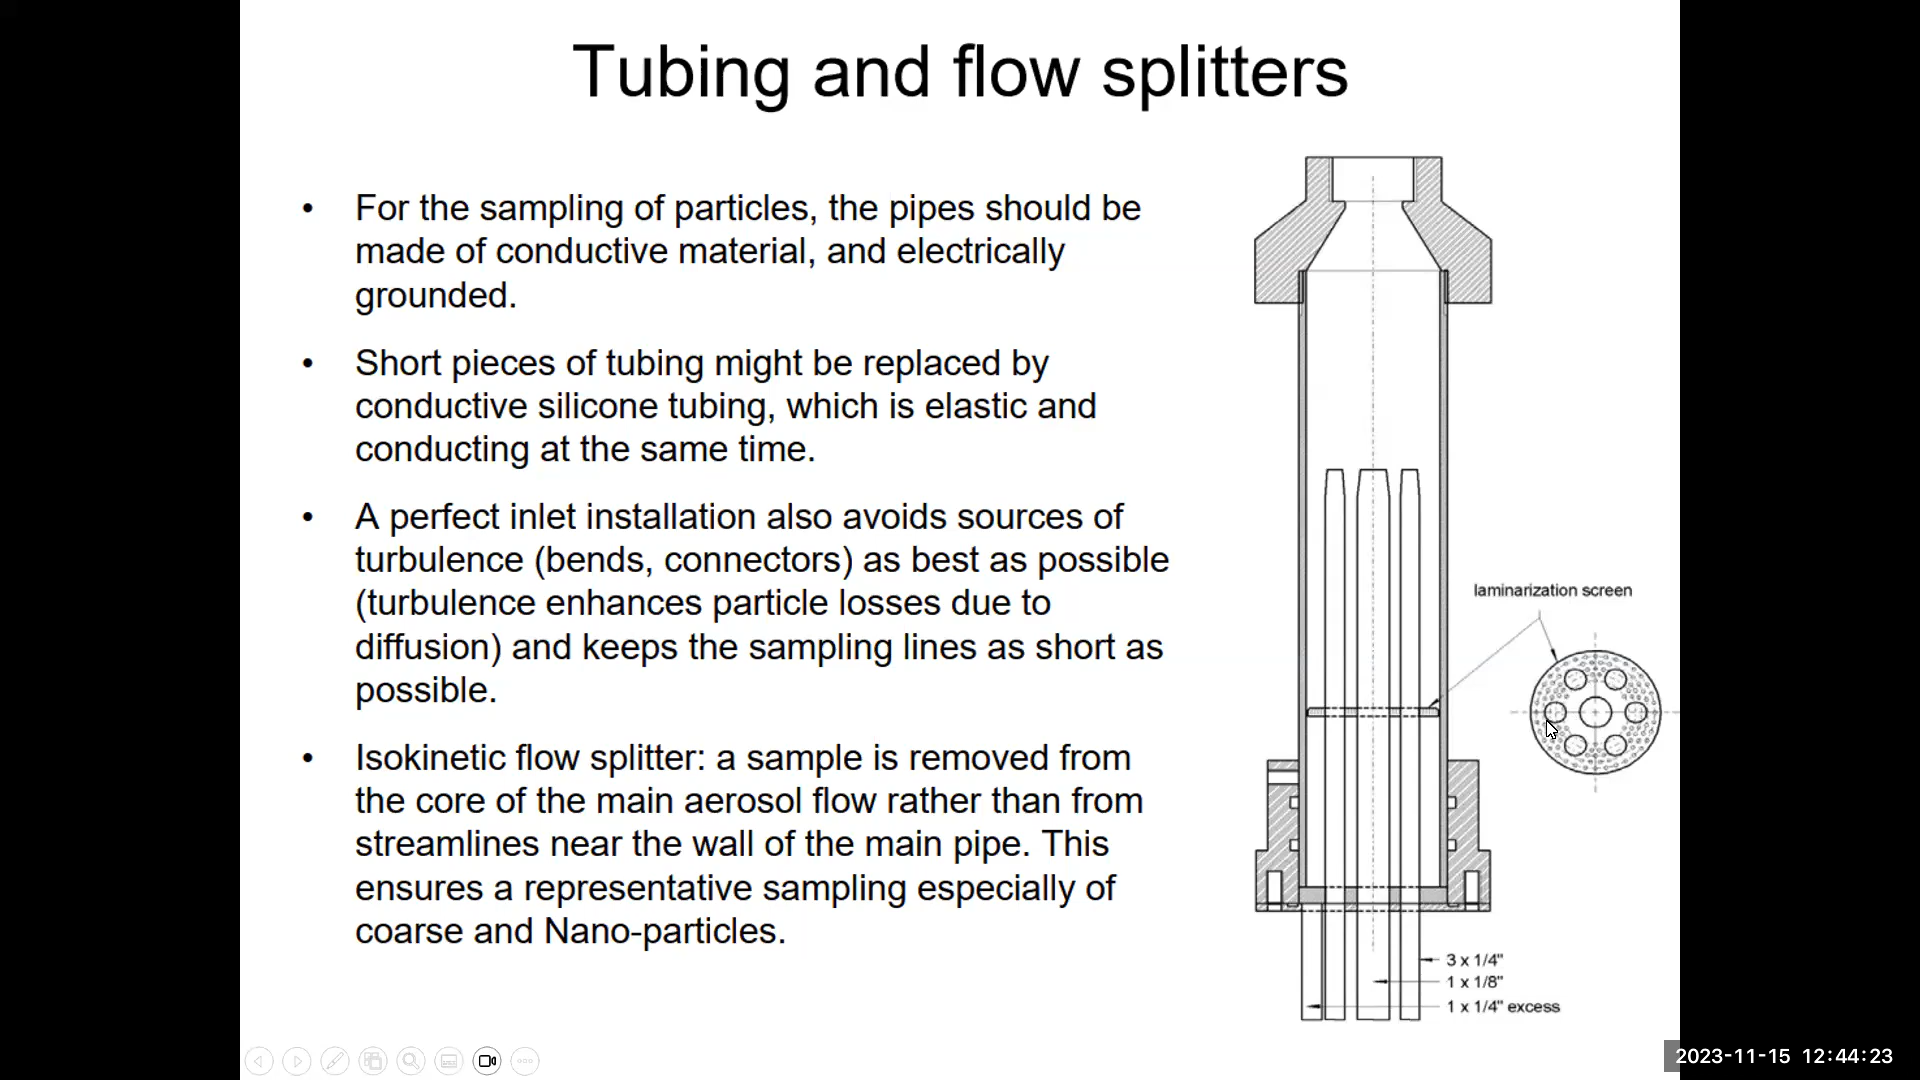 Tubing and flow splitters
• For the sampling of particles, the pipes should be
made of conductive material, and electrically
grounded.
• Short pieces of tubing might be replaced by
conductive silicone tubing, which is elastic and
conducting at the same time.
• A perfect inlet installation also avoids sources of
turbulence (bends, connectors) as best as possible
(turbulence enhances particle losses due to
diffusion) and keeps the sampling lines as short as
possible.
• Isokinetic flow splitter: a sample is removed from
the core of the main aerosol flow rather than from
streamlines near the wall of the main pipe. This
ensures a representative sampling especially of
coarse and Nano-particles.
laminarization screen
3 x 1/4"
1 x 1/8"
1 x 1/4" excess
2023-11-15 12:44:23